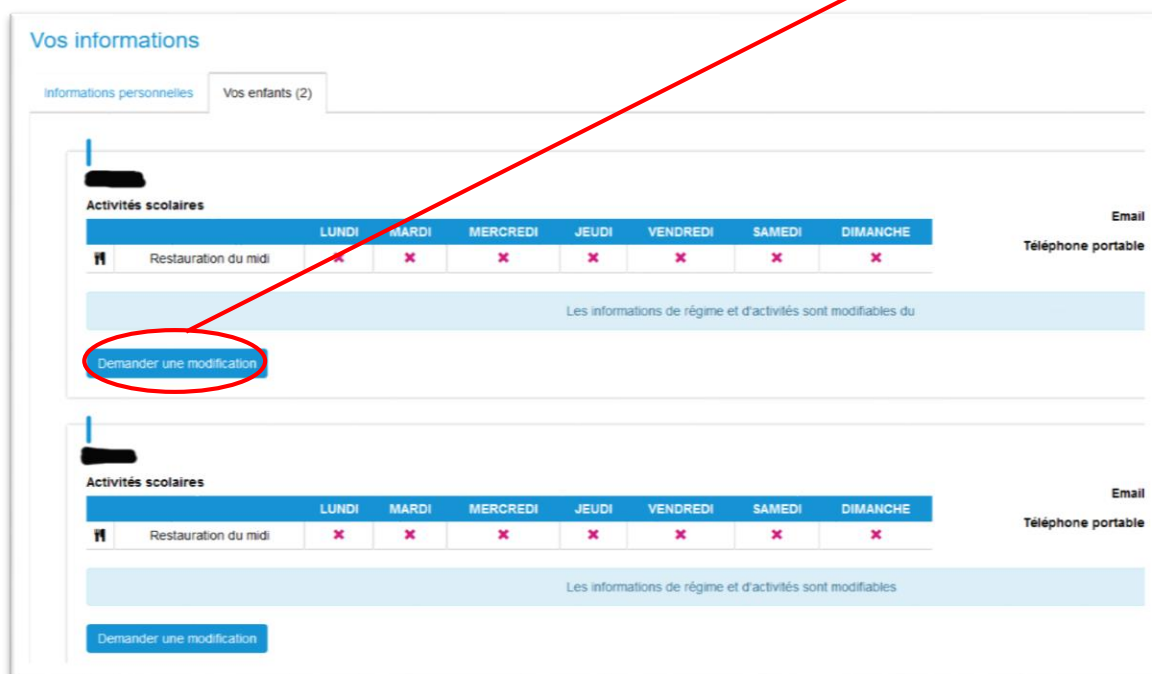 Vos informations
Informations personnelles Vos enfants (2)
Activités scolaires
Email
LUNDI MARDI MERCREDI JEUDI VENDREDI SAMEDI DIMANCHE
Téléphone portable
Restauration du midi
Les informations de régime et d'activités sont modifiables du
Demander une modification
Activités scolaires
Email
LUNDI MARDI MERCREDI JEUDI VENDREDI SAMEDI DIMANCHE
Téléphone portable
Restauration du midi
Les informations de régime et d'activités sont modifiables
Demander une modification